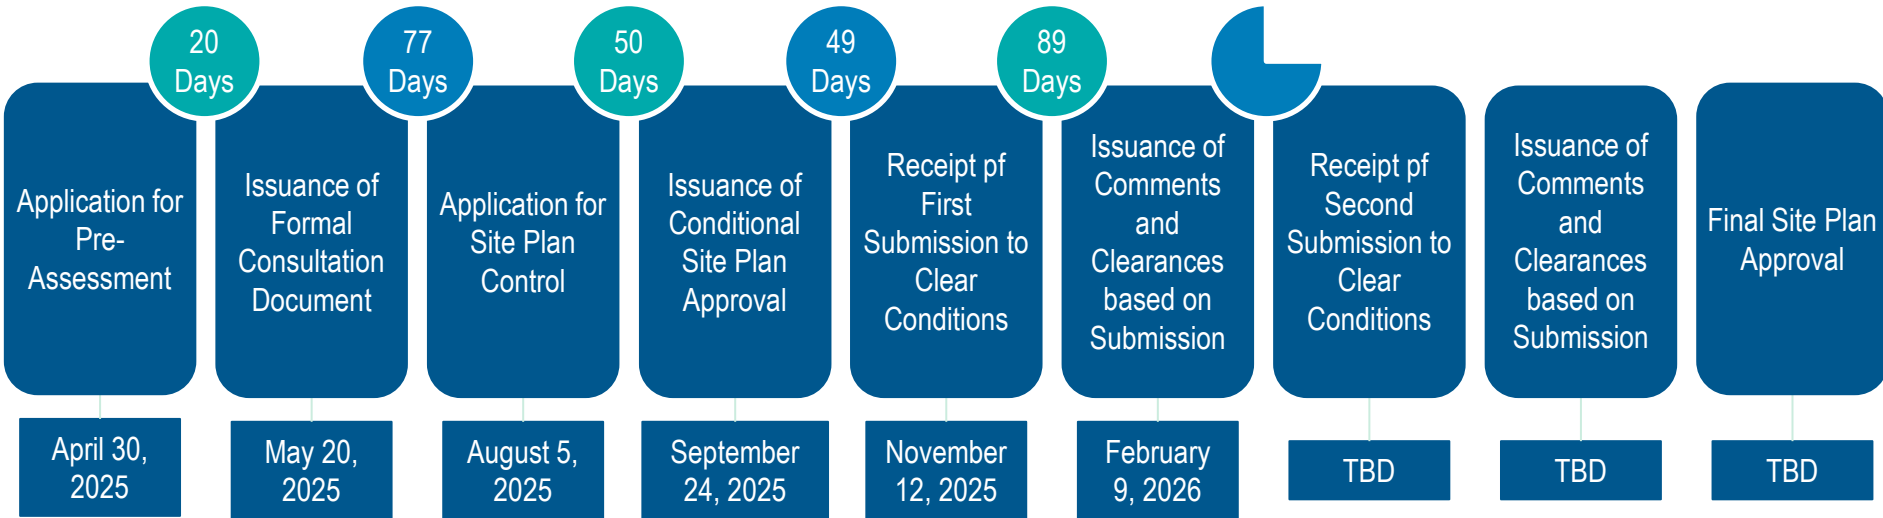 20
Days
77
Days
50
Days
49
Days
89
Days
Application for
Pre-
Assessment
Issuance of
Formal
Consultation
Document
Application for
Site Plan
Control
Issuance of
Conditional
Site Plan
Approval
Receipt pf
First
Submission to
Clear
Conditions
Issuance of
Comments
and
Clearances
based on
Submission
Receipt pf
Second
Submission to
Clear
Conditions
Issuance of
Comments
and
Clearances
based on
Submission
Final Site Plan
Approval
April 30,
2025
May 20,
2025
August 5,
2025
September
24, 2025
November
12, 2025
February
9, 2026
TBD
TBD
TBD